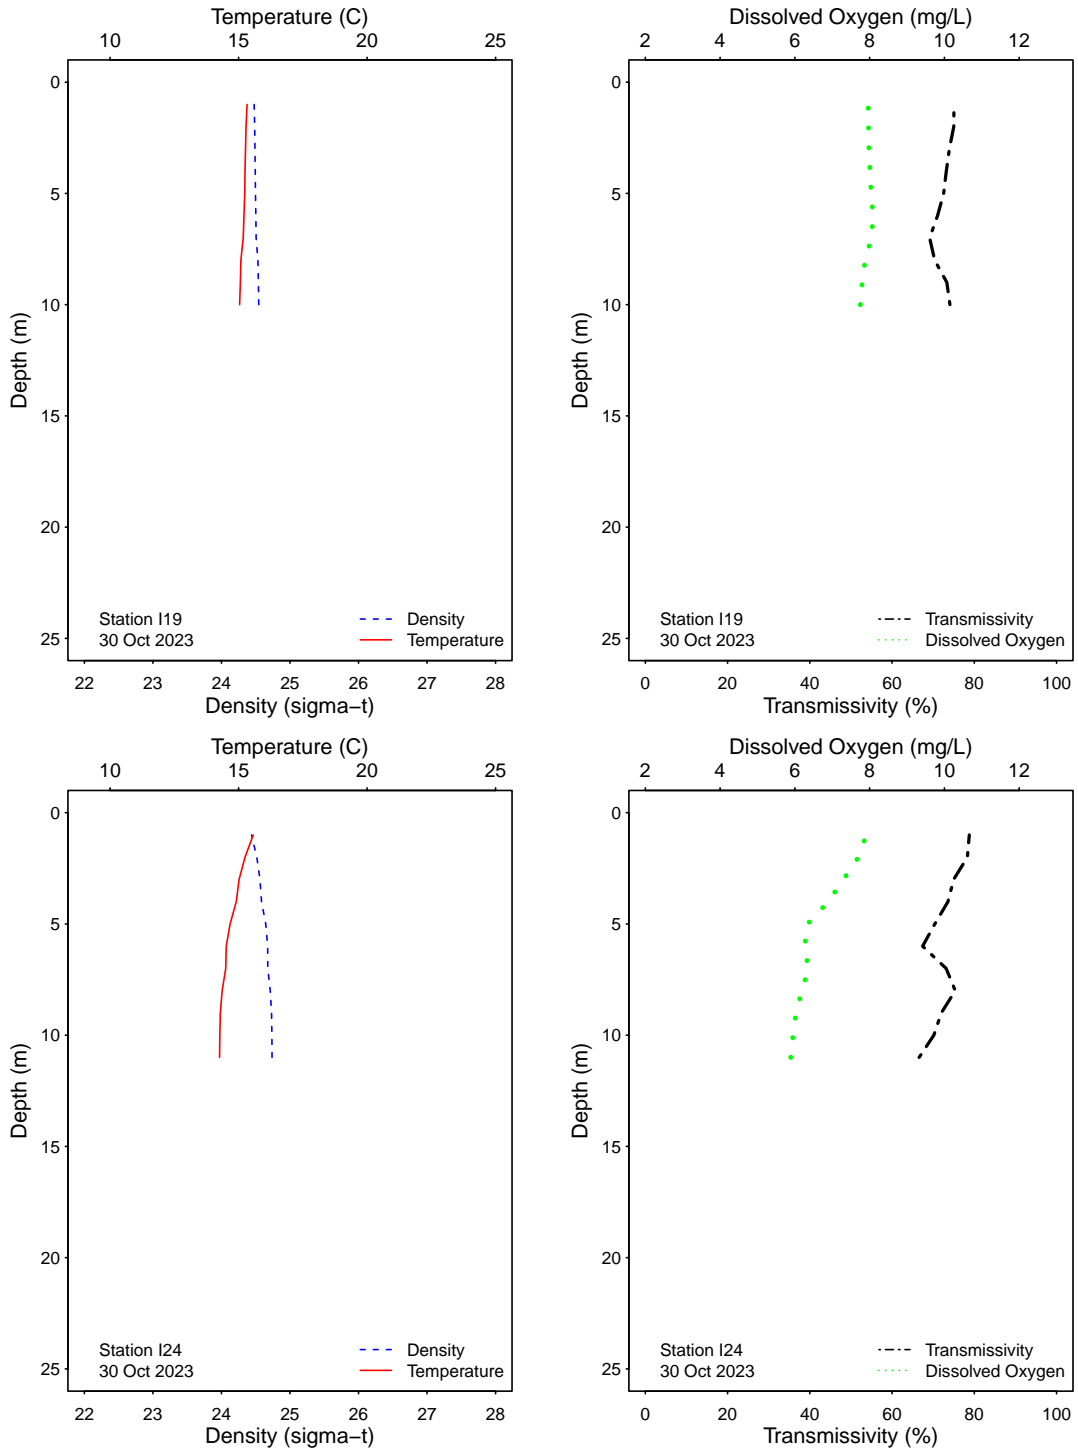 Temperature (C)
10 15 20 25
0
5
10
15
20
25
Depth (m)
Station I19
30 Oct 2023
Density
Temperature
22 23 24 25 26 27 28
Density (sigma−t)
Dissolved Oxygen (mg/L)
2 4 6 8 10 12
0
5
10
15
20
25
Depth (m)
Station I19
30 Oct 2023
Transmissivity
Dissolved Oxygen
0 20 40 60 80 100
Transmissivity (%)
Temperature (C)
10 15 20 25
0
5
10
15
20
25
Depth (m)
Station I24
30 Oct 2023
Density
Temperature
22 23 24 25 26 27 28
Density (sigma−t)
Dissolved Oxygen (mg/L)
2 4 6 8 10 12
0
5
10
15
20
25
Depth (m)
Station I24
30 Oct 2023
Transmissivity
Dissolved Oxygen
0 20 40 60 80 100
Transmissivity (%)